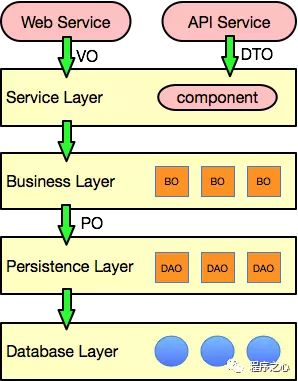 Web Service
API Service
VO
DTO
Service Layer
component
Business Layer
BO
BO
BO
PO
Persistence Layer
DAO
DAO
DAO
Database Layer
程序之心